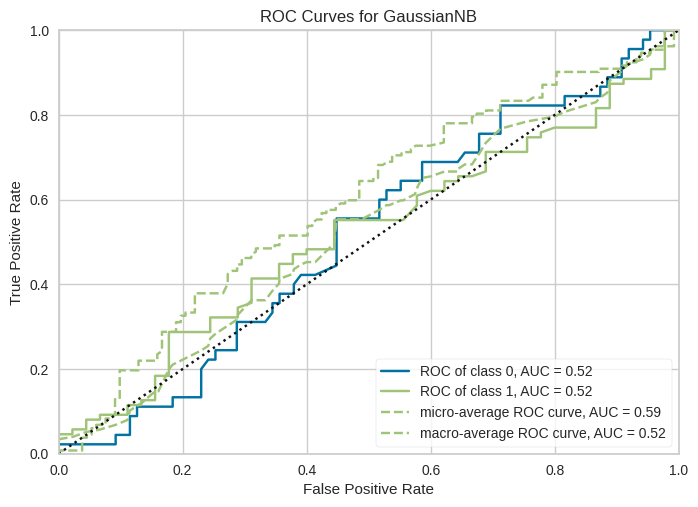 ROC Curves for GaussianNB
True Positive Rate
1.0
0.8
0.6
0.4
0.2
0.0
ROC of class 0, AUC = 0.52
ROC of class 1, AUC = 0.52
micro-average ROC curve, AUC = 0.59
macro-average ROC curve, AUC = 0.52
0.0 0.2 0.4 0.6 0.8 1.0
False Positive Rate